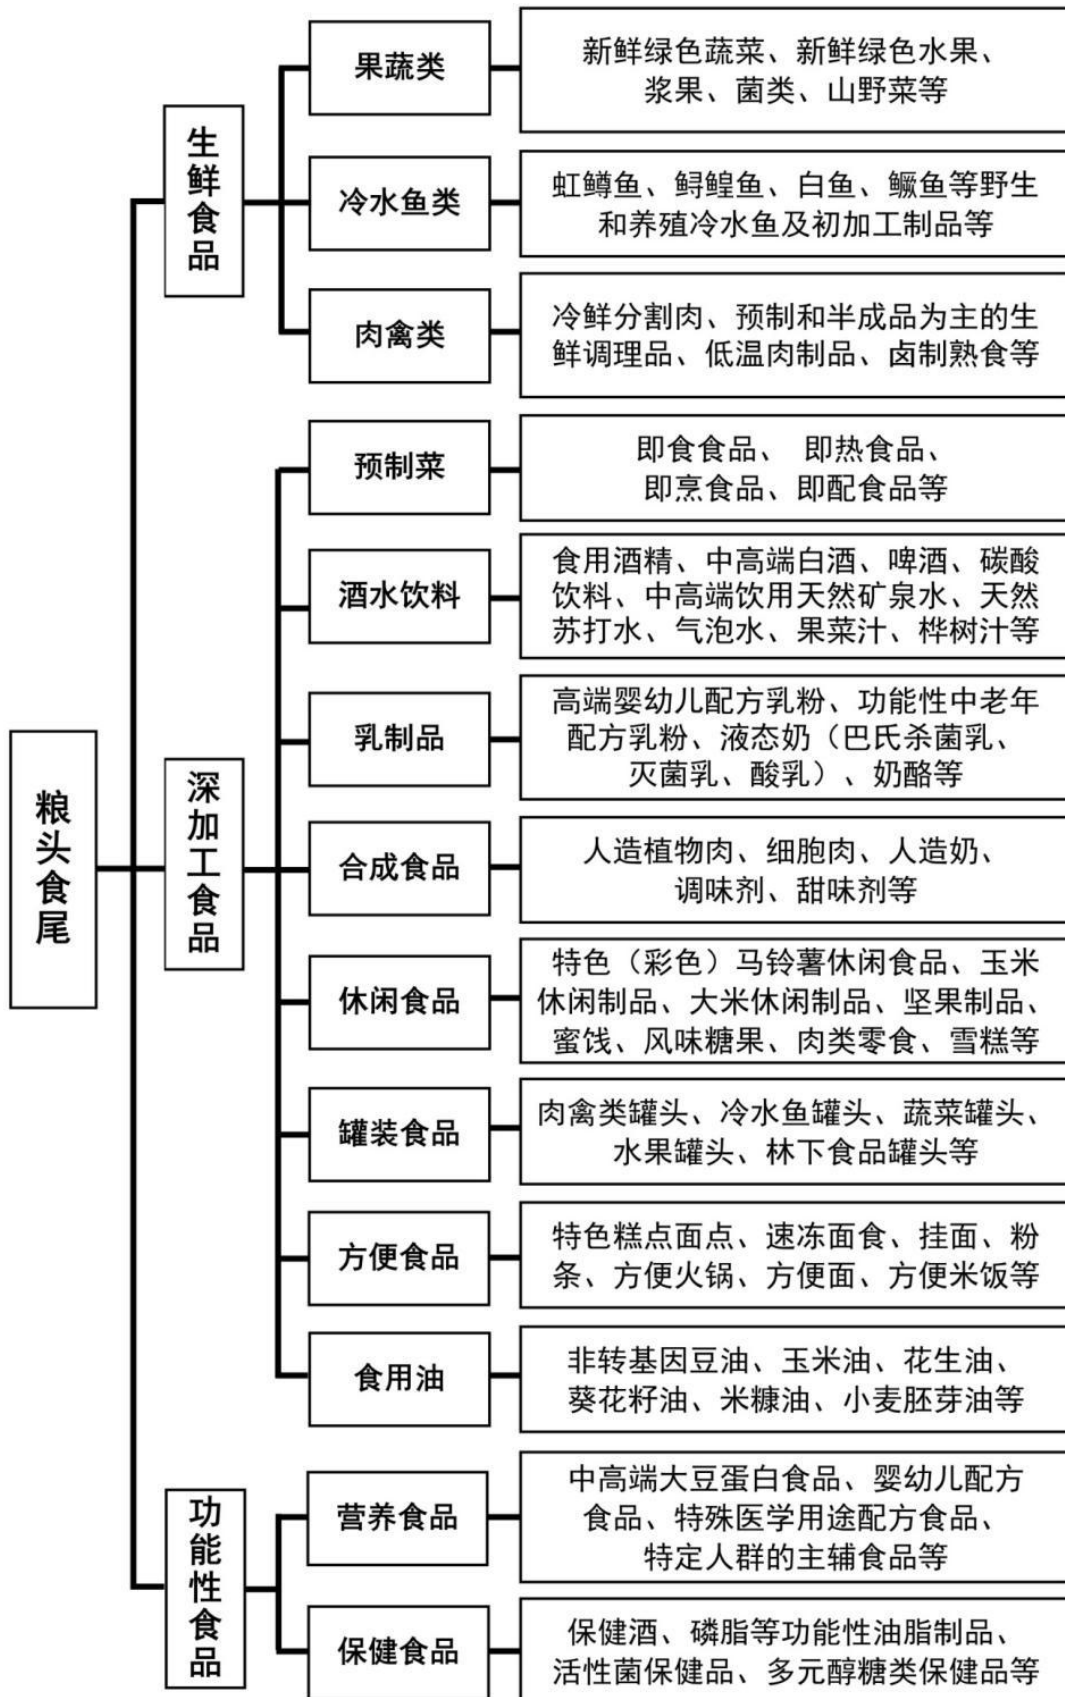 粮头食尾
生鲜食品
果蔬类
新鲜绿色蔬菜、新鲜绿色水果、
浆果、菌类、山野菜等
冷水鱼类
虹鳟鱼、鲟鳇鱼、白鱼、鳜鱼等野生
和养殖冷水鱼及初加工制品等
肉禽类
冷鲜分割肉、预制和半成品为主的生
鲜调理品、低温肉制品、卤制熟食等
深加工食品
预制菜
即食食品、 即热食品、
即烹食品、即配食品等
酒水饮料
食用酒精、中高端白酒、啤酒、碳酸
饮料、中高端饮用天然矿泉水、天然
苏打水、气泡水、果菜汁、桦树汁等
乳制品
高端婴幼儿配方乳粉、功能性中老年
配方乳粉、液态奶（巴氏杀菌乳、
灭菌乳、酸乳）、奶酪等
合成食品
人造植物肉、细胞肉、人造奶、
调味剂、甜味剂等
休闲食品
特色（彩色）马铃薯休闲食品、玉米
休闲制品、大米休闲制品、坚果制品、
蜜饯、风味糖果、肉类零食、雪糕等
罐装食品
肉禽类罐头、冷水鱼罐头、蔬菜罐头、
水果罐头、林下食品罐头等
方便食品
特色糕点面点、速冻面食、挂面、粉
条、方便火锅、方便面、方便米饭等
食用油
非转基因豆油、玉米油、花生油、
葵花籽油、米糠油、小麦胚芽油等
功能性食品
营养食品
中高端大豆蛋白食品、婴幼儿配方
食品、特殊医学用途配方食品、
特定人群的主辅食品等
保健食品
保健酒、磷脂等功能性油脂制品、
活性菌保健品、多元醇糖类保健品等